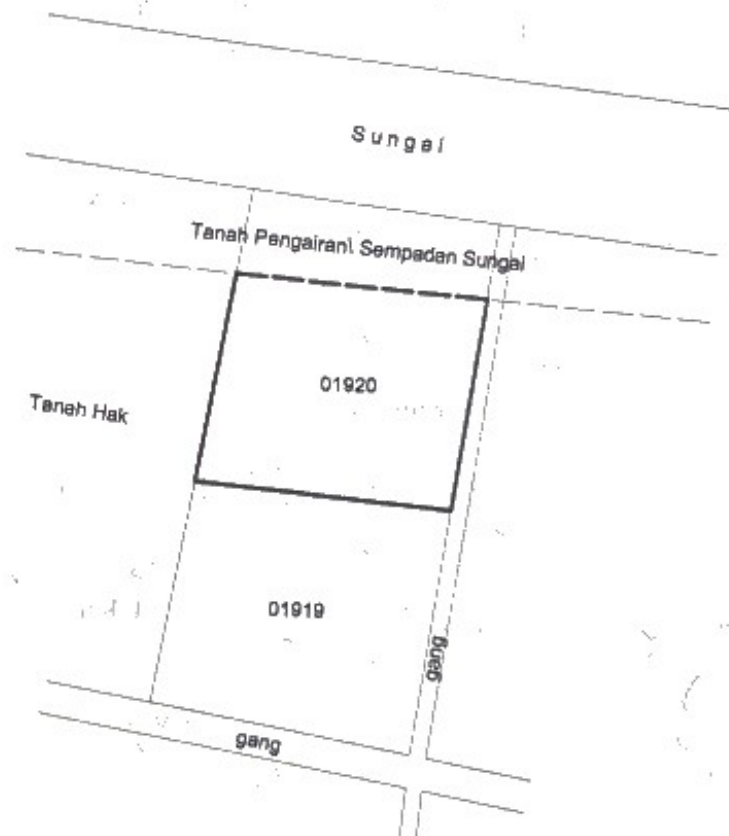 Sungai
Tanah Pengairan\ Sempadan Sungai
01920
Tanah Hak
01919
gang
gang